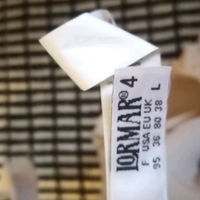 LORMAR® 4
F USA EU UK
95 36 80 38 L